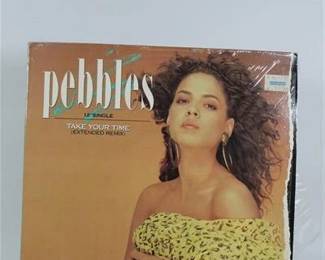 pebbles
12" SINGLE
TAKE YOUR TIME
(EXTENDED REMIX)